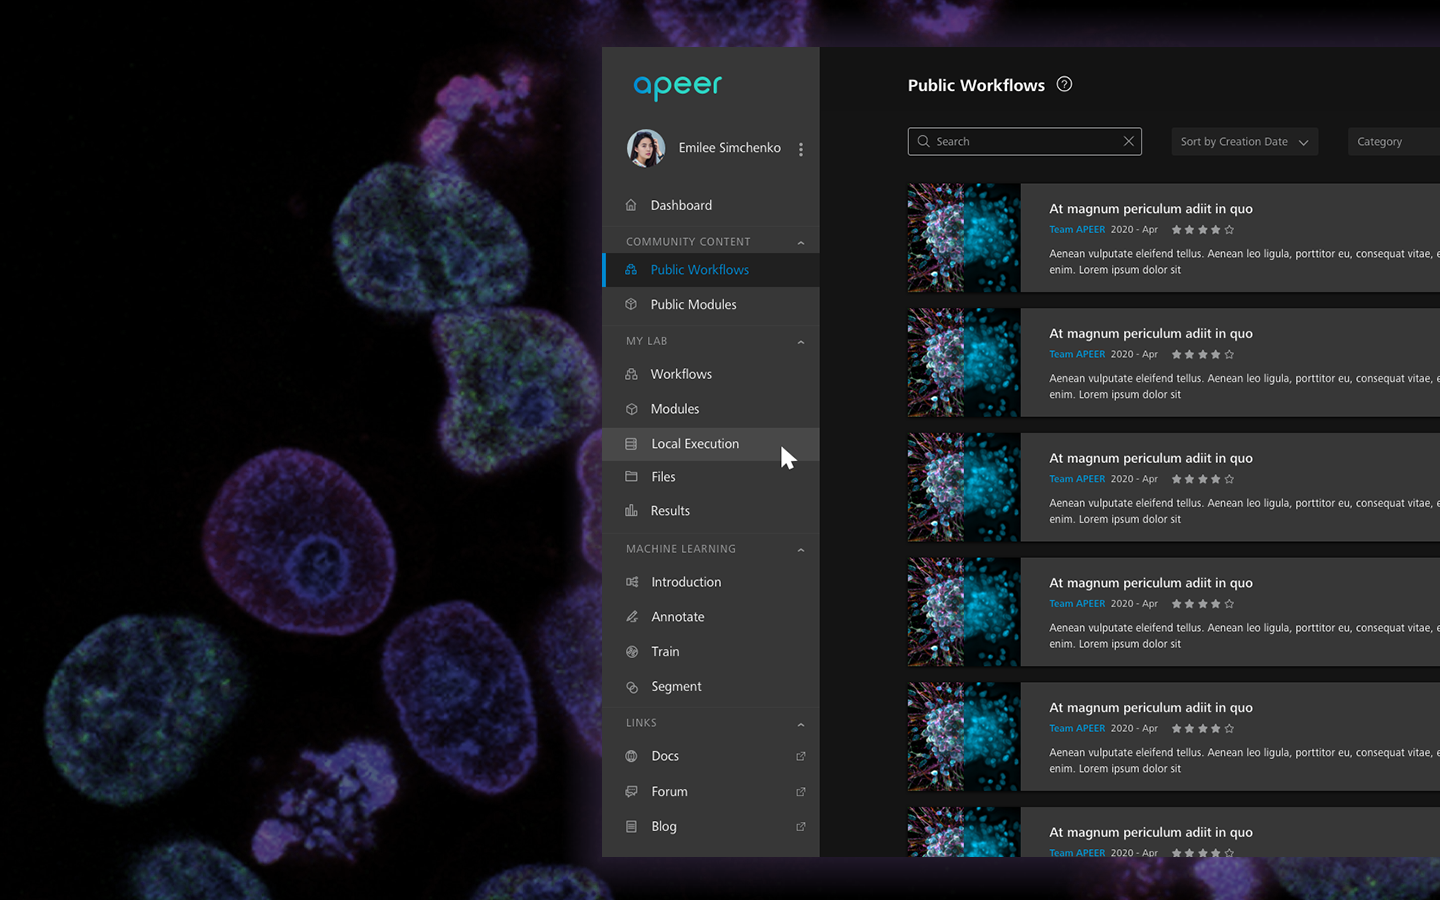 apeer
Emilee Simchenko
Dashboard
COMMUNITY CONTENT
Public Workflows
Public Modules
MY LAB
Workflows
Modules
Local Execution
Files
Results
MACHINE LEARNING
Introduction
Annotate
Train
Segment
LINKS
Docs
Forum
Blog
Public Workflows ?
Search
Sort by Creation Date
Category
At magnum periculum adiit in quo
Team APEER 2020 - Apr
Aenean vulputate eleifend tellus. Aenean leo ligula, porttitor eu, consequat vitae, e
enim. Lorem ipsum dolor sit
At magnum periculum adiit in quo
Team APEER 2020 - Apr
Aenean vulputate eleifend tellus. Aenean leo ligula, porttitor eu, consequat vitae, e
enim. Lorem ipsum dolor sit
At magnum periculum adiit in quo
Team APEER 2020 - Apr
Aenean vulputate eleifend tellus. Aenean leo ligula, porttitor eu, consequat vitae, e
enim. Lorem ipsum dolor sit
At magnum periculum adiit in quo
Team APEER 2020 - Apr
Aenean vulputate eleifend tellus. Aenean leo ligula, porttitor eu, consequat vitae, e
enim. Lorem ipsum dolor sit
At magnum periculum adiit in quo
Team APEER 2020 - Apr
Aenean vulputate eleifend tellus. Aenean leo ligula, porttitor eu, consequat vitae, e
enim. Lorem ipsum dolor sit
At magnum periculum adiit in quo
Team APEER 2020 - Apr